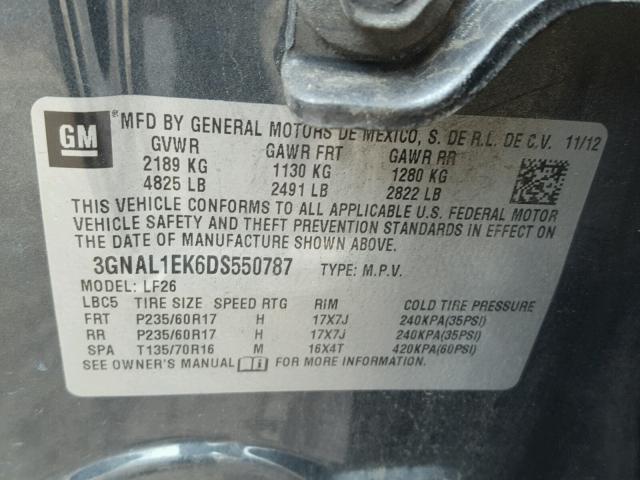 GM ® MFD BY GENERAL MOTORS DE MEXICO, S. DE R.L. DE C.V. 11/12
GVWR GAWR FRT GAWR RR
2189 KG 1130 KG 1280 KG
4825 LB 2491 LB 2822 LB
THIS VEHICLE CONFORMS TO ALL APPLICABLE U.S. FEDERAL MOTOR
VEHICLE SAFETY AND THEFT PREVENTION STANDARDS IN EFFECT ON
THE DATE OF MANUFACTURE SHOWN ABOVE.
3GNAL1EK6DS550787 TYPE: M.P.V.
MODEL: LF26
LBC5 TIRE SIZE SPEED RTG RIM COLD TIRE PRESSURE
FRT P235/60R17 H 17X7J 240KPA(35PSI)
RR P235/60R17 H 17X7J 240KPA(35PSI)
SPA T135/70R16 M 16X4T 420KPA(60PSI)
SEE OWNER'S MANUAL FOR MORE INFORMATION.